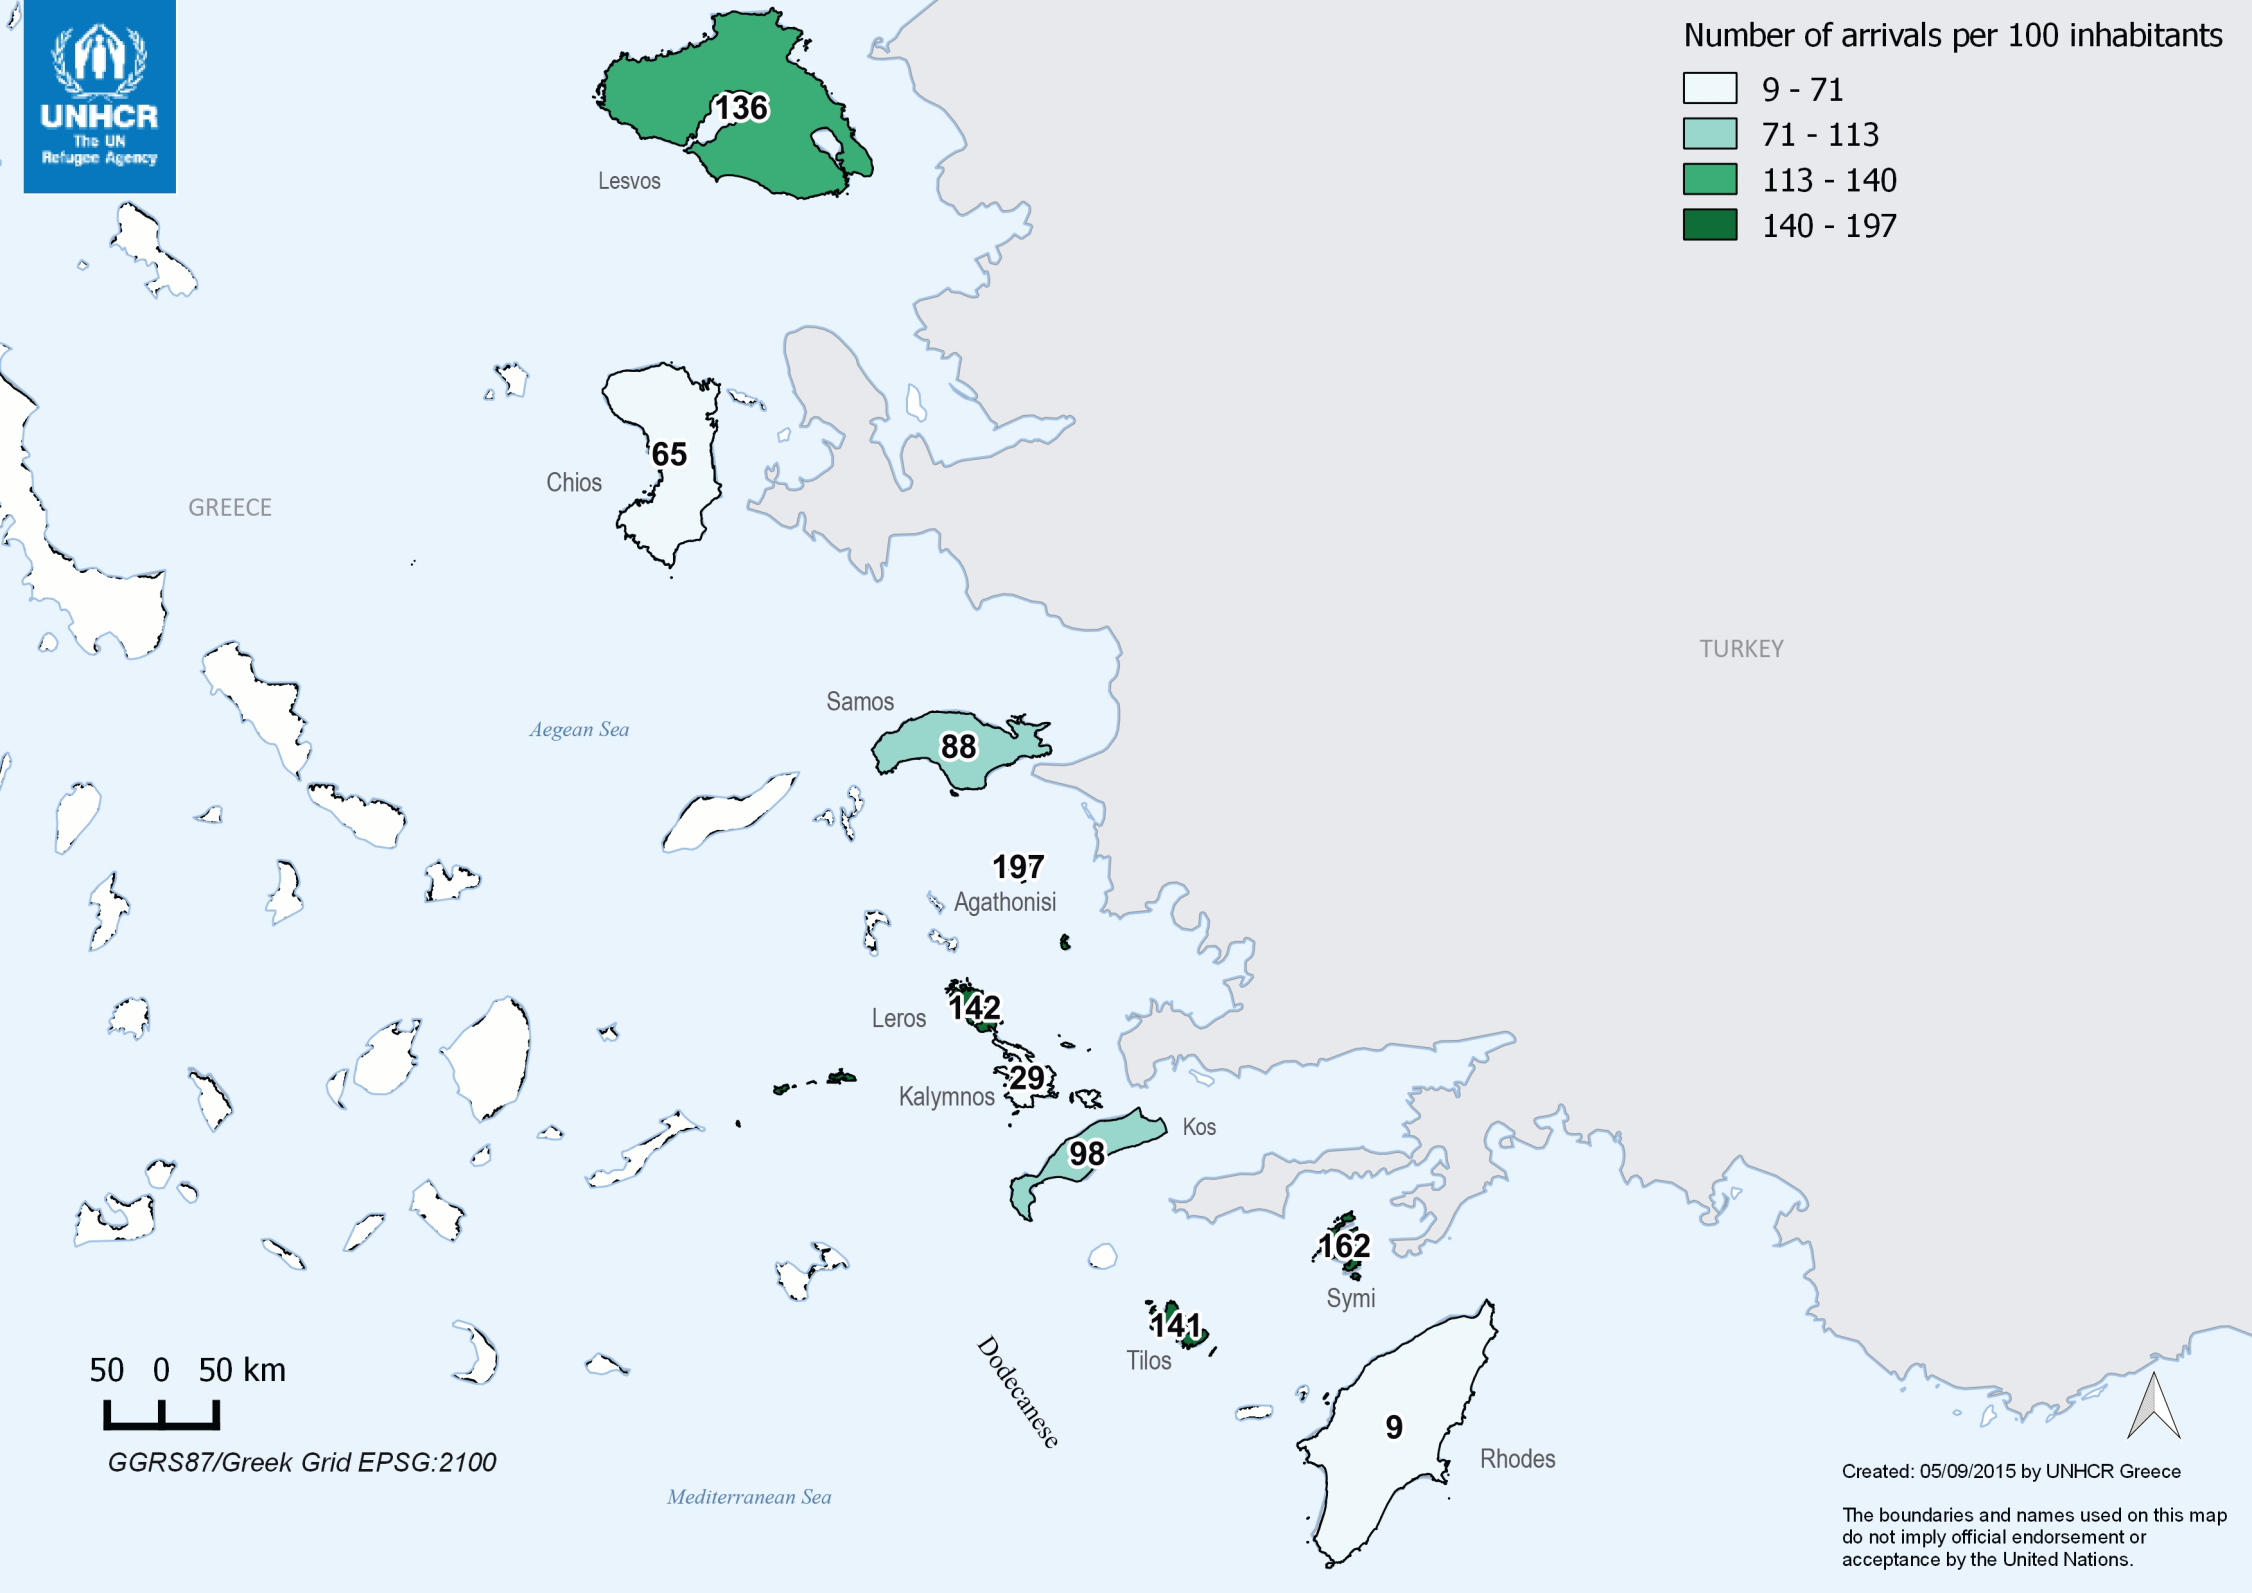 UNHCR
The UN
Refugee Agency
Number of arrivals per 100 inhabitants
9 - 71
71 - 113
113 - 140
140 - 197
136
Lesvos
65
Chios
GREECE
TURKEY
Samos
88
Aegean Sea
197
Agathonisi
142
Leros
29
Kalymnos
Kos
98
162
Symi
141
Tilos
Dodecanese
9
Rhodes
50 0 50 km
GGRS87/Greek Grid EPSG:2100
Mediterranean Sea
Created: 05/09/2015 by UNHCR Greece
The boundaries and names used on this map
do not imply official endorsement or
acceptance by the United Nations.